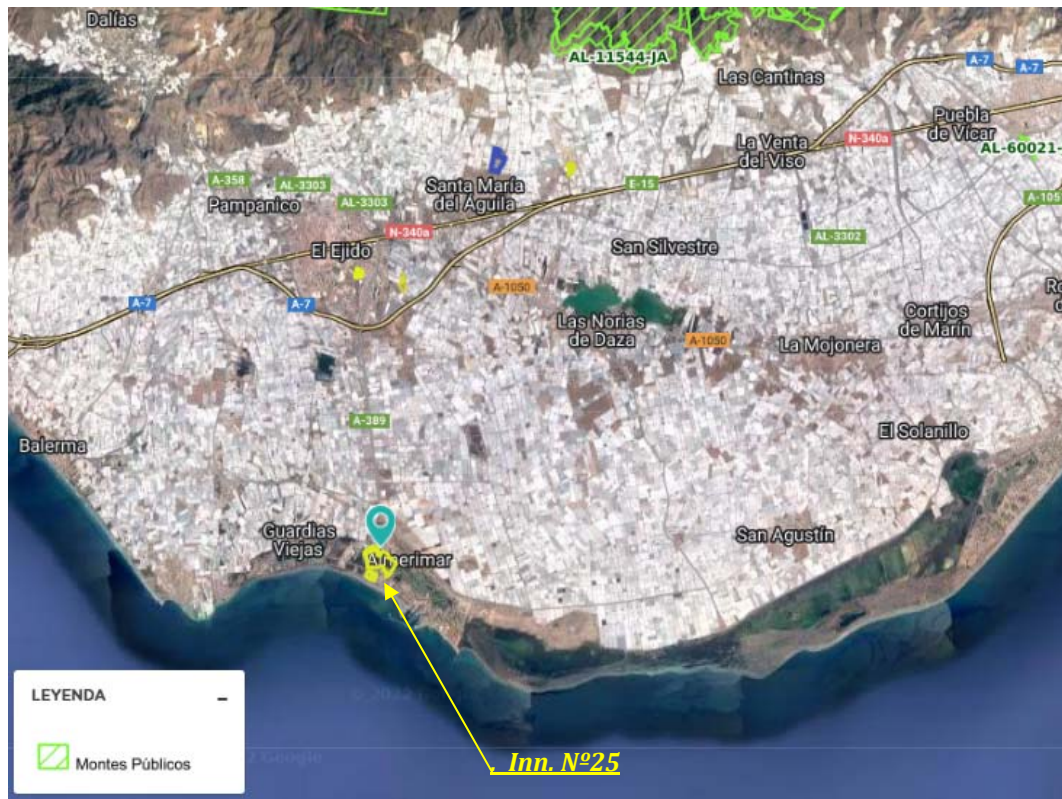 Dalías
AL-11544-JA
Las Cantinas
A-7
A-7
Puebla
de Vícar
N-340a
La Venta
del Viso
AL-60021-
A-358
AL-3303
Santa María
del Águila
E-15
Pampanico
AL-3303
A-105
N-340a
AL-3302
El Ejido
San Silvestre
A-1050
A-7
A-7
Las Norias
de Daza
Cortijos
de Marín
A-1050
La Mojonera
A-389
Balerma
El Solanillo
Guardias
Viejas
Almerimar
San Agustín
LEYENDA
Montes Públicos
Google
Inn. Nº25